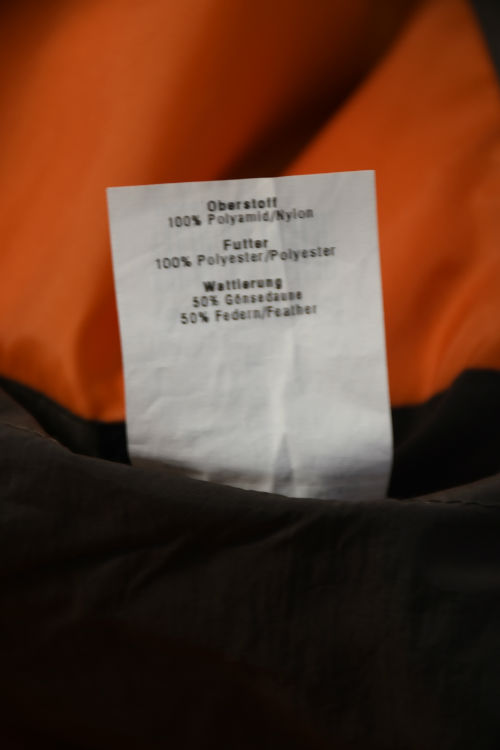 Oberstoff
100% Polyamid/Nylon
Futter
100% Polyester/Polyester
Wattierung
50% Gänsedaune
50% Federn/Feather